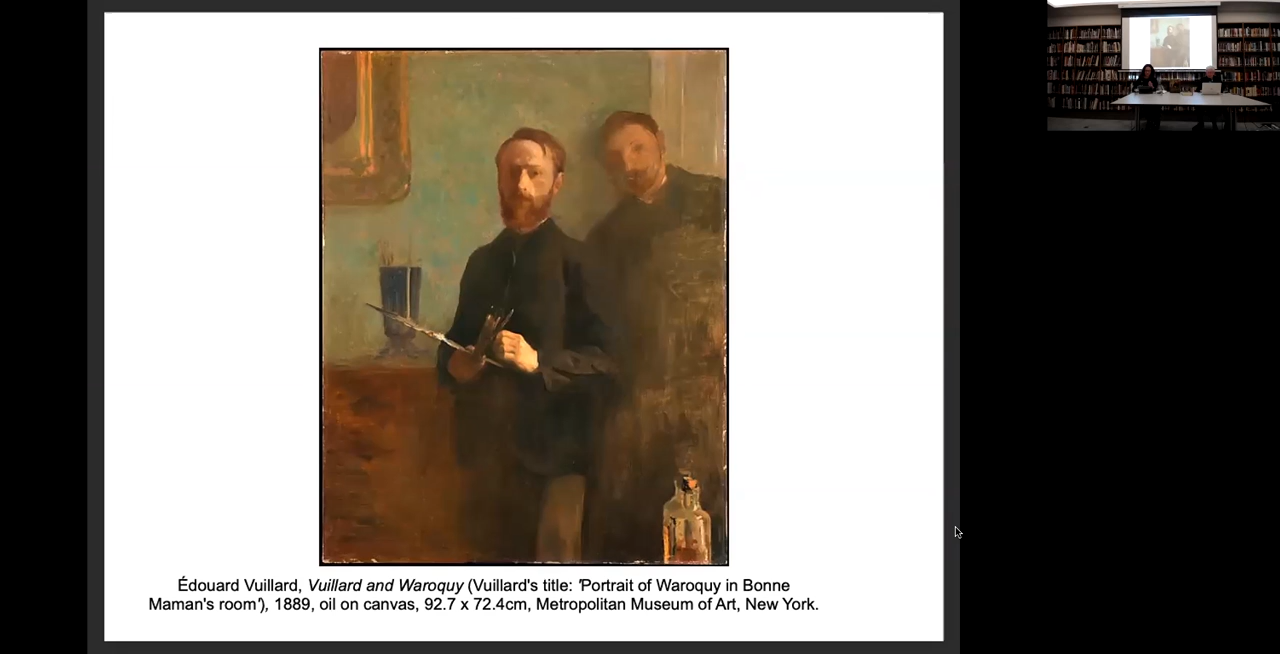 Édouard Vuillard, Vuillard and Waroquy (Vuillard's title: 'Portrait of Waroquy in Bonne
Maman's room'), 1889, oil on canvas, 92.7 x 72.4cm, Metropolitan Museum of Art, New York.